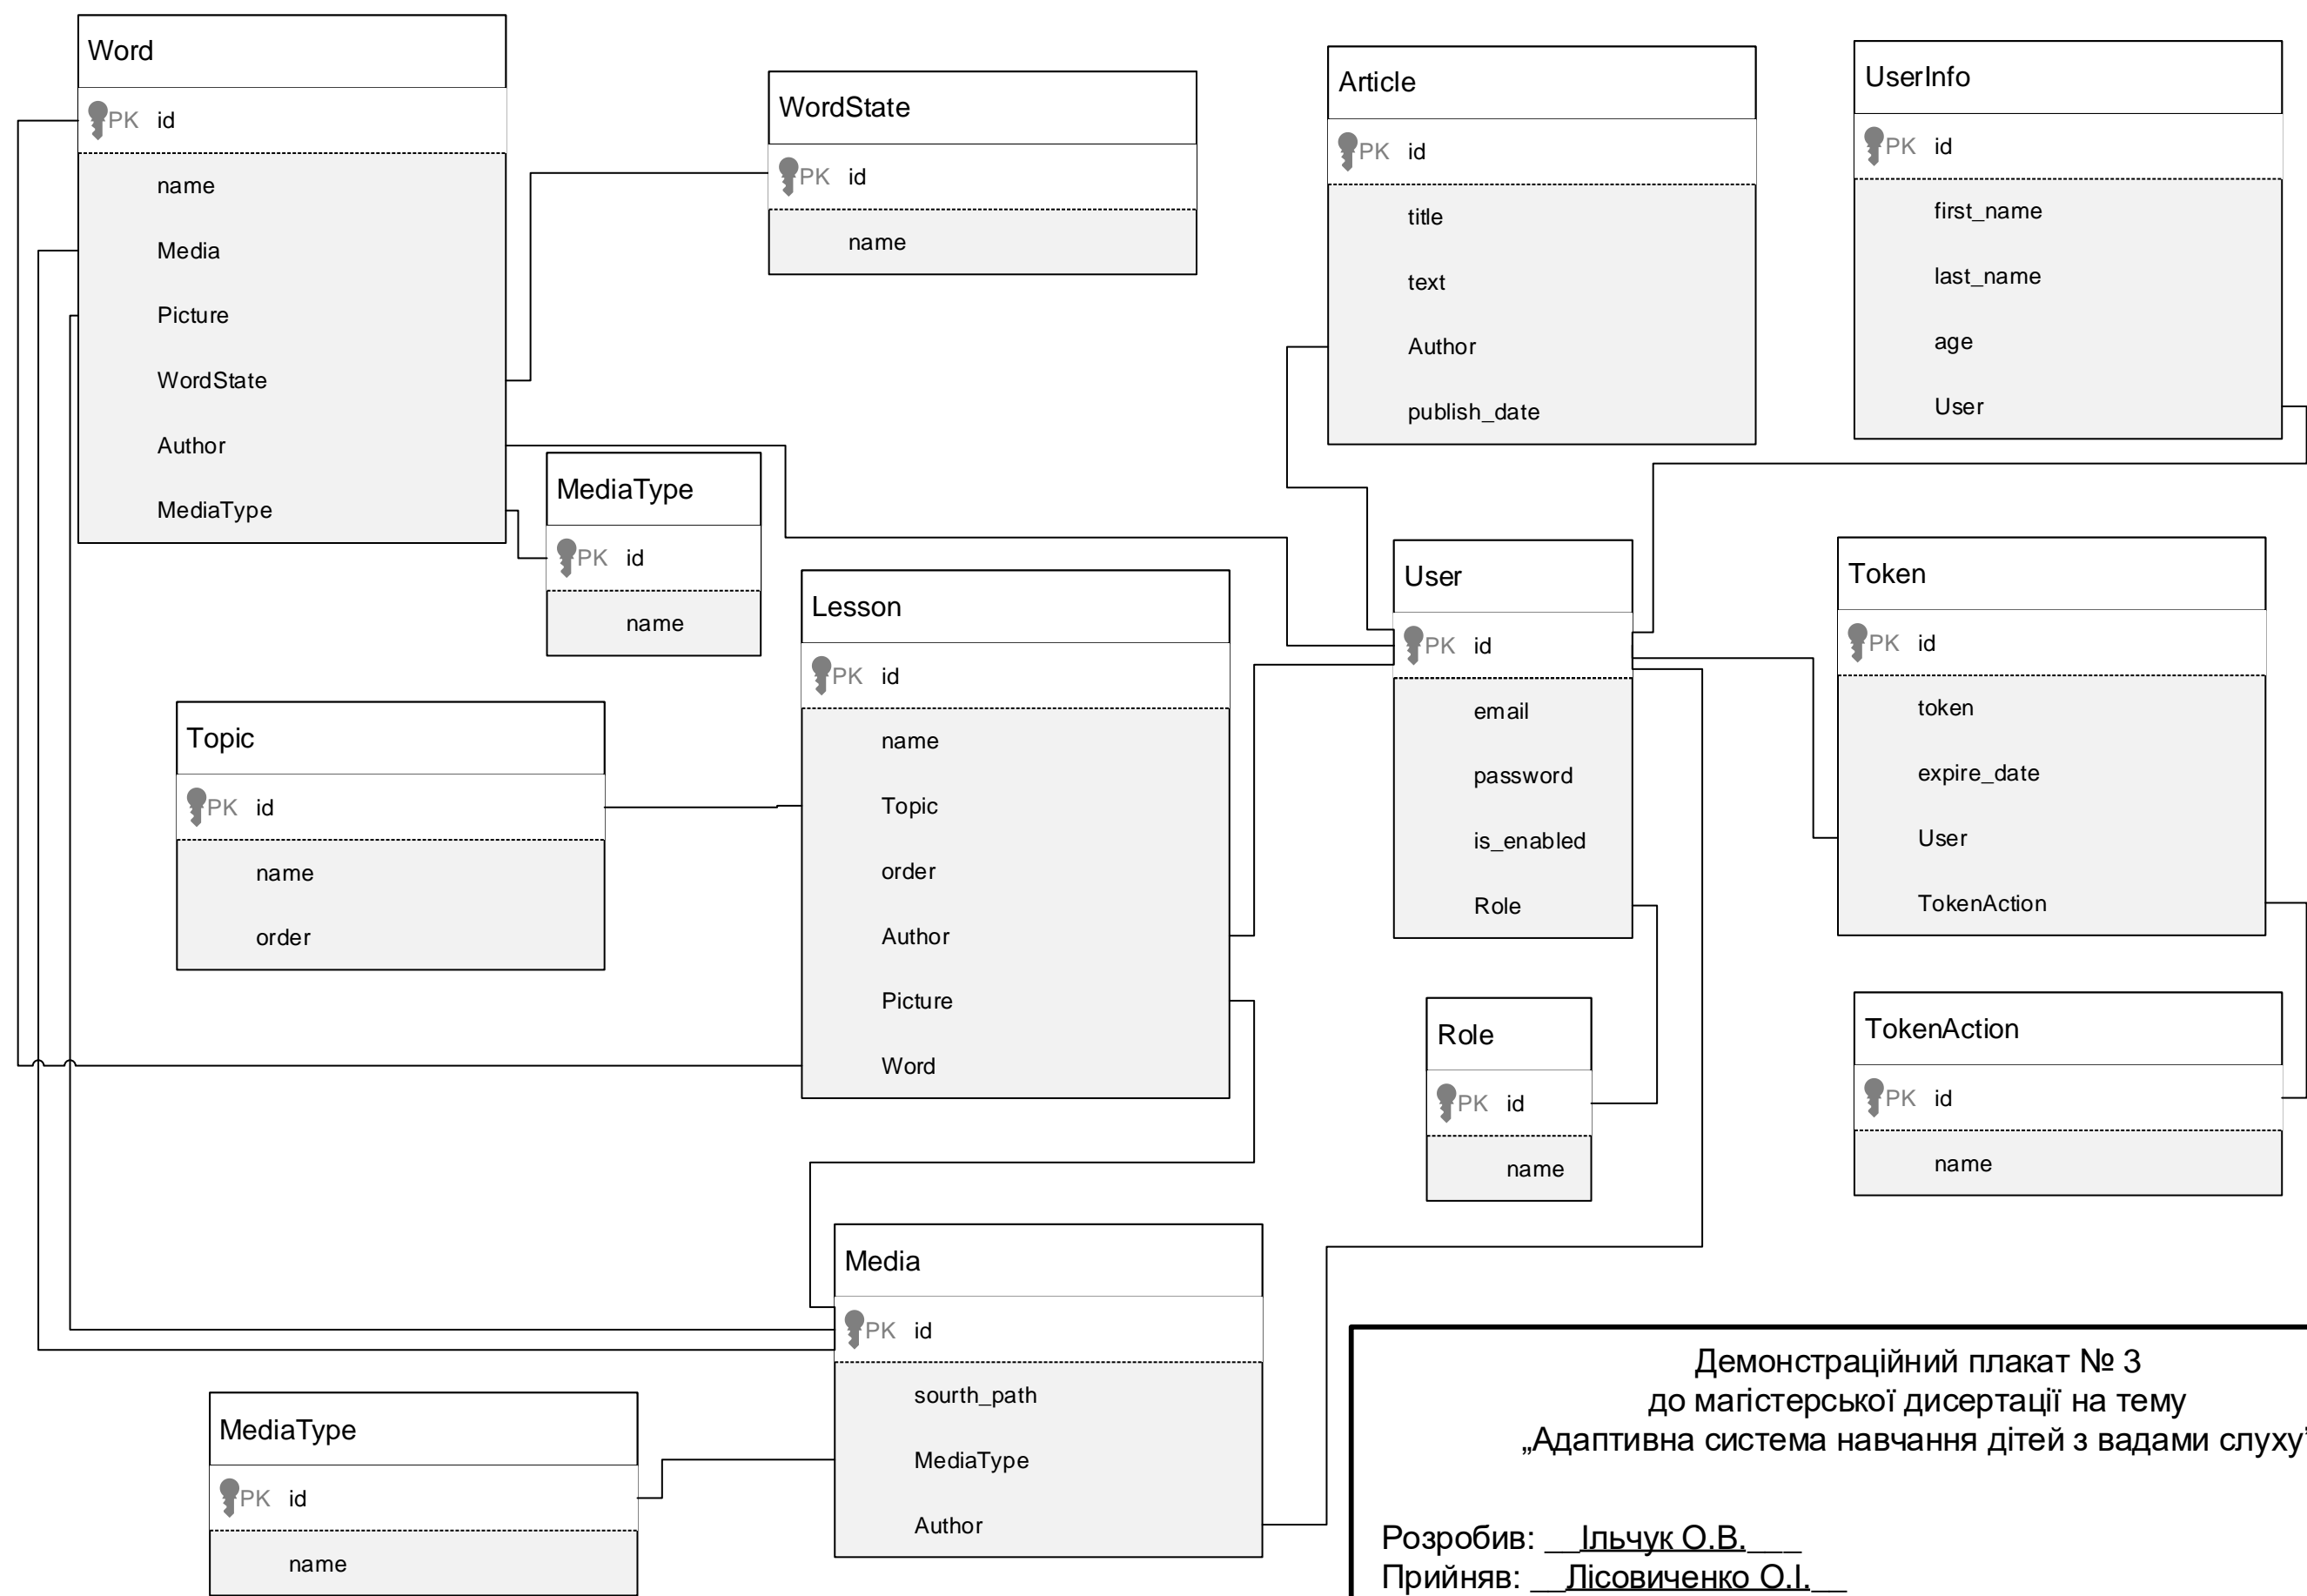 Word
PK id
name
Media
Picture
WordState
Author
MediaType
WordState
PK id
name
Article
PK id
title
text
Author
publish_date
UserInfo
PK id
first_name
last_name
age
User
MediaType
PK id
name
Lesson
PK id
name
Topic
order
Author
Picture
Word
User
PK id
email
password
is_enabled
Role
Token
PK id
token
expire_date
User
TokenAction
Topic
PK id
name
order
Role
PK id
name
TokenAction
PK id
name
Media
PK id
sourth_path
MediaType
Author
MediaType
PK id
name
Демонстраційний плакат № 3
до магістерської дисертації на тему
„Адаптивна система навчання дітей з вадами слуху”
Розробив: __Ільчук О.В.___
Прийняв: __Лісовиченко О.І.__